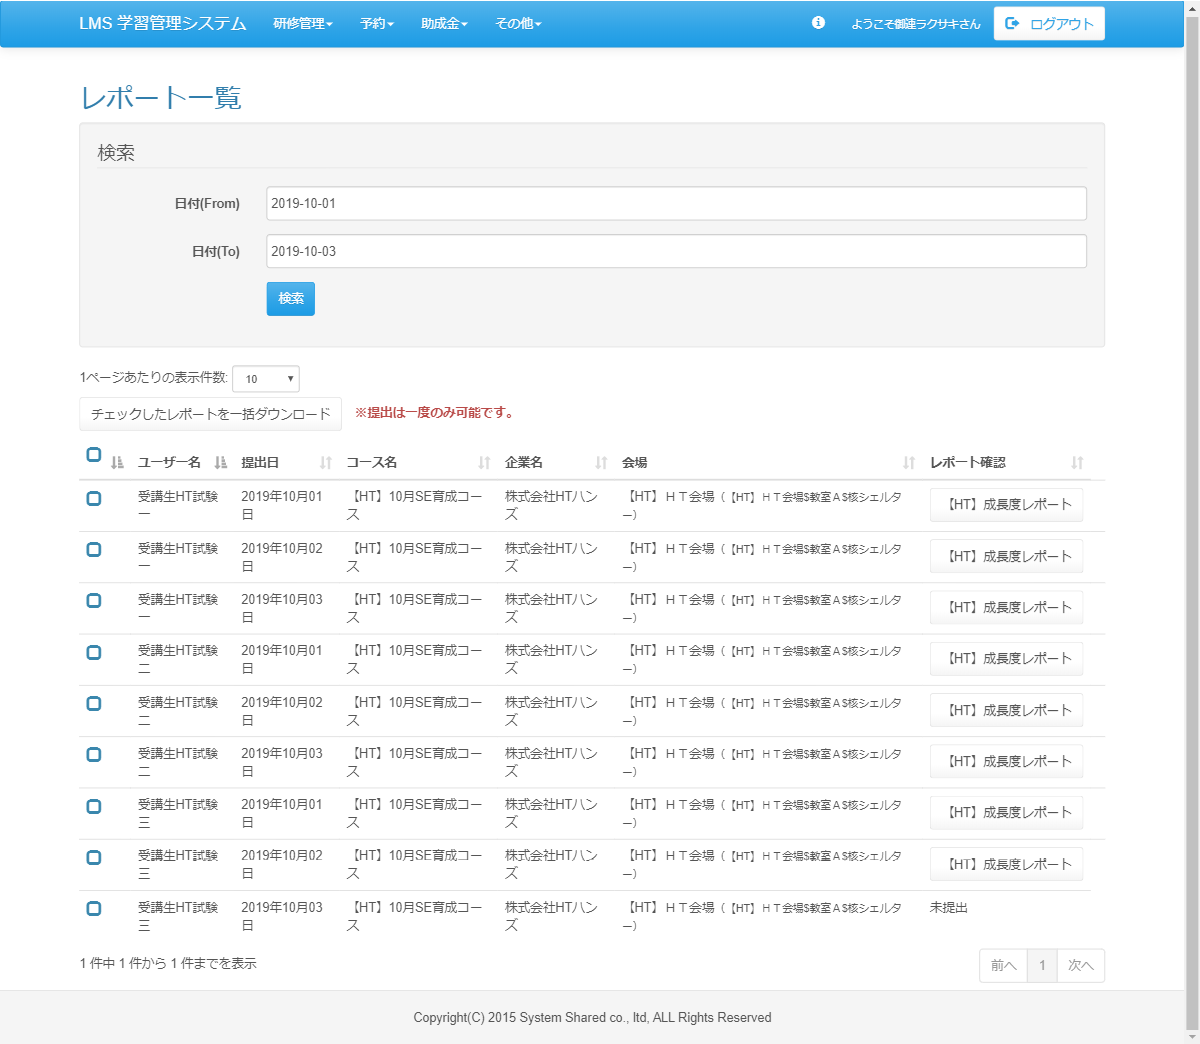 LMS 学習管理システム 研修管理 予約 助成金 その他 ようこそ御達ラクサキさん ログアウト
レポート一覧
検索
日付(From) 2019-10-01
日付(To) 2019-10-03
検索
1ページあたりの表示件数: 10
チェックしたレポートを一括ダウンロード ※提出は一度のみ可能です。
ユーザー名 提出日 コース名 企業名 会場 レポート確認
受講生HT試験 2019年10月01 【HT】10月SE育成コー 株式会社HTハン 【HT】ＨＴ会場（【HT】ＨＴ会場$教室Ａ$核シェルタ 【HT】成長度レポート
一 日 ス ズ ー）
受講生HT試験 2019年10月02 【HT】10月SE育成コー 株式会社HTハン 【HT】ＨＴ会場（【HT】ＨＴ会場$教室Ａ$核シェルタ 【HT】成長度レポート
一 日 ス ズ ー）
受講生HT試験 2019年10月03 【HT】10月SE育成コー 株式会社HTハン 【HT】ＨＴ会場（【HT】ＨＴ会場$教室Ａ$核シェルタ 【HT】成長度レポート
一 日 ス ズ ー）
受講生HT試験 2019年10月01 【HT】10月SE育成コー 株式会社HTハン 【HT】ＨＴ会場（【HT】ＨＴ会場$教室Ａ$核シェルタ 【HT】成長度レポート
二 日 ス ズ ー）
受講生HT試験 2019年10月02 【HT】10月SE育成コー 株式会社HTハン 【HT】ＨＴ会場（【HT】ＨＴ会場$教室Ａ$核シェルタ 【HT】成長度レポート
二 日 ス ズ ー）
受講生HT試験 2019年10月03 【HT】10月SE育成コー 株式会社HTハン 【HT】ＨＴ会場（【HT】ＨＴ会場$教室Ａ$核シェルタ 【HT】成長度レポート
二 日 ス ズ ー）
受講生HT試験 2019年10月01 【HT】10月SE育成コー 株式会社HTハン 【HT】ＨＴ会場（【HT】ＨＴ会場$教室Ａ$核シェルタ 【HT】成長度レポート
三 日 ス ズ ー）
受講生HT試験 2019年10月02 【HT】10月SE育成コー 株式会社HTハン 【HT】ＨＴ会場（【HT】ＨＴ会場$教室Ａ$核シェルタ 【HT】成長度レポート
三 日 ス ズ ー）
受講生HT試験 2019年10月03 【HT】10月SE育成コー 株式会社HTハン 【HT】ＨＴ会場（【HT】ＨＴ会場$教室Ａ$核シェルタ 未提出
三 日 ス ズ ー）
1 件中 1 件から 1 件までを表示 前へ 1 次へ
Copyright(C) 2015 System Shared co., ltd, ALL Rights Reserved